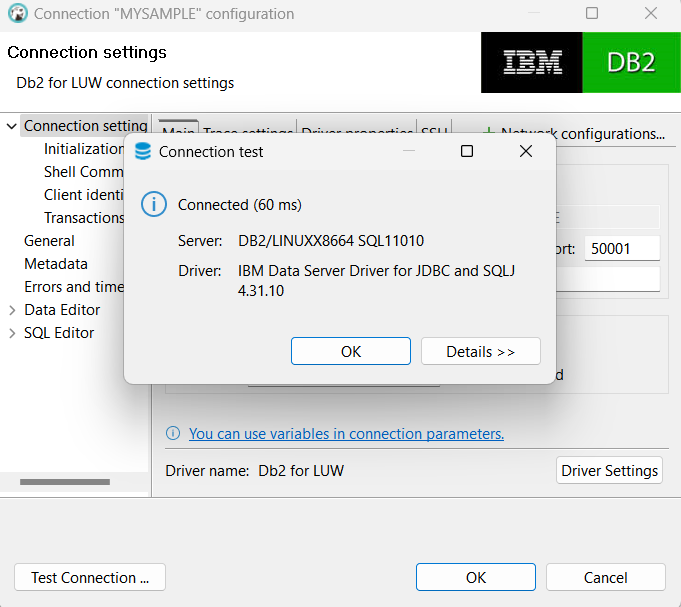 Connection "MYSAMPLE" configuration
Connection settings
Db2 for LUW connection settings
IBM
DB2
Connection setting
Initialization
Shell Comm
Client identi
Transactions
General
Metadata
Errors and time
Data Editor
SQL Editor
Main
Trace settings
Driver properties
SSH
Network configurations...
Connection test
Connected (60 ms)
Server: DB2/LINUXX8664 SQL11010
Driver: IBM Data Server Driver for JDBC and SQLJ
4.31.10
OK
Details >>
ort: 50001
You can use variables in connection parameters.
Driver name: Db2 for LUW
Driver Settings
Test Connection ...
OK
Cancel